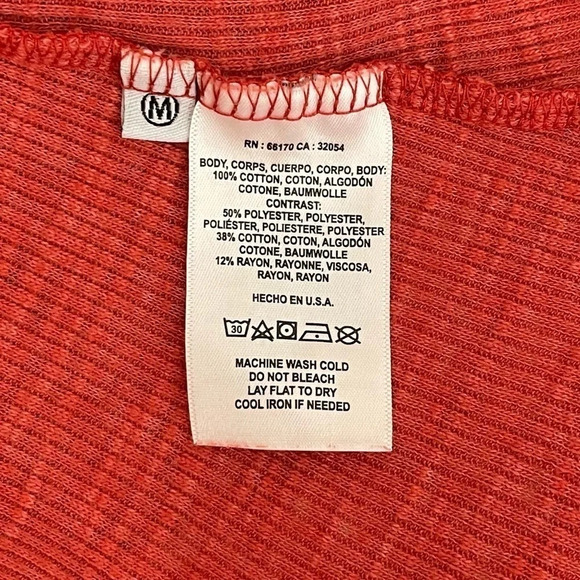 M
RN : 66170 CA : 32054
BODY, CORPS, CUERPO, CORPO, BODY:
100% COTTON, COTON, ALGODÓN
COTONE, BAUMWOLLE
CONTRAST:
50% POLYESTER, POLYESTER,
POLIÉSTER, POLIESTERE, POLYESTER
38% COTTON, COTON, ALGODÓN
COTONE, BAUMWOLLE
12% RAYON, RAYONNE, VISCOSA,
RAYON, RAYON
HECHO EN U.S.A.
30
MACHINE WASH COLD
DO NOT BLEACH
LAY FLAT TO DRY
COOL IRON IF NEEDED